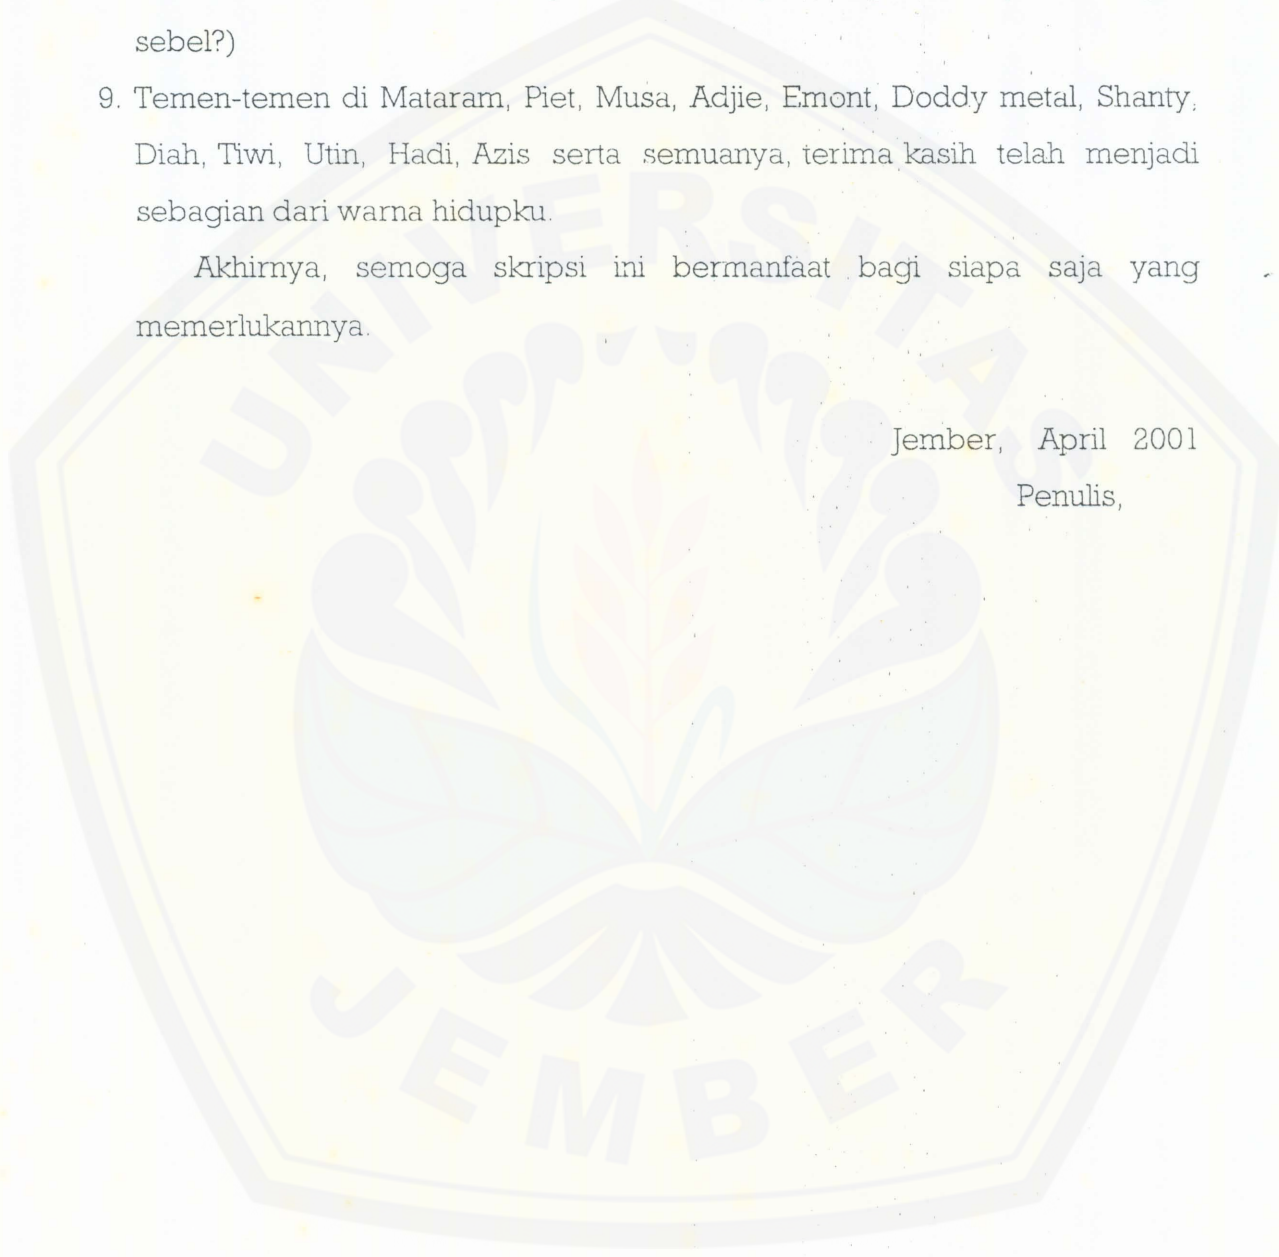 sebel?)
9. Temen-temen di Mataram, Piet, Musa, Adjie, Emont, Doddy metal, Shanty,
Diah, Tiwi, Utin, Hadi, Azis serta semuanya, terima kasih telah menjadi
sebagian dari warna hidupku.
Akhirnya, semoga skripsi ini bermanfaat bagi siapa saja yang
memerlukannya.
Jember, April 2001
Penulis,
UNIVERSITAS
JEMBER